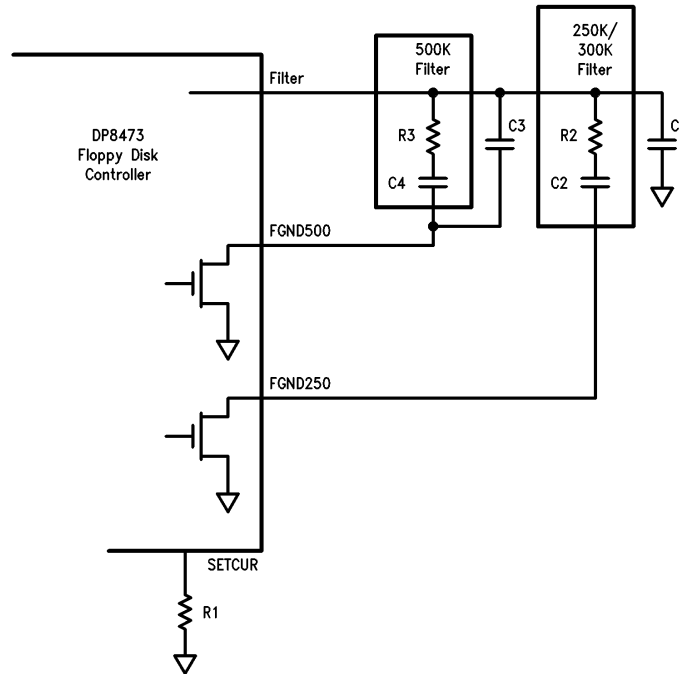 250K/
300K
Filter
500K
Filter
Filter
DP8473
Floppy Disk
Controller
R3
C3
R2
C
C4
C2
FGND500
FGND250
SETCUR
R1